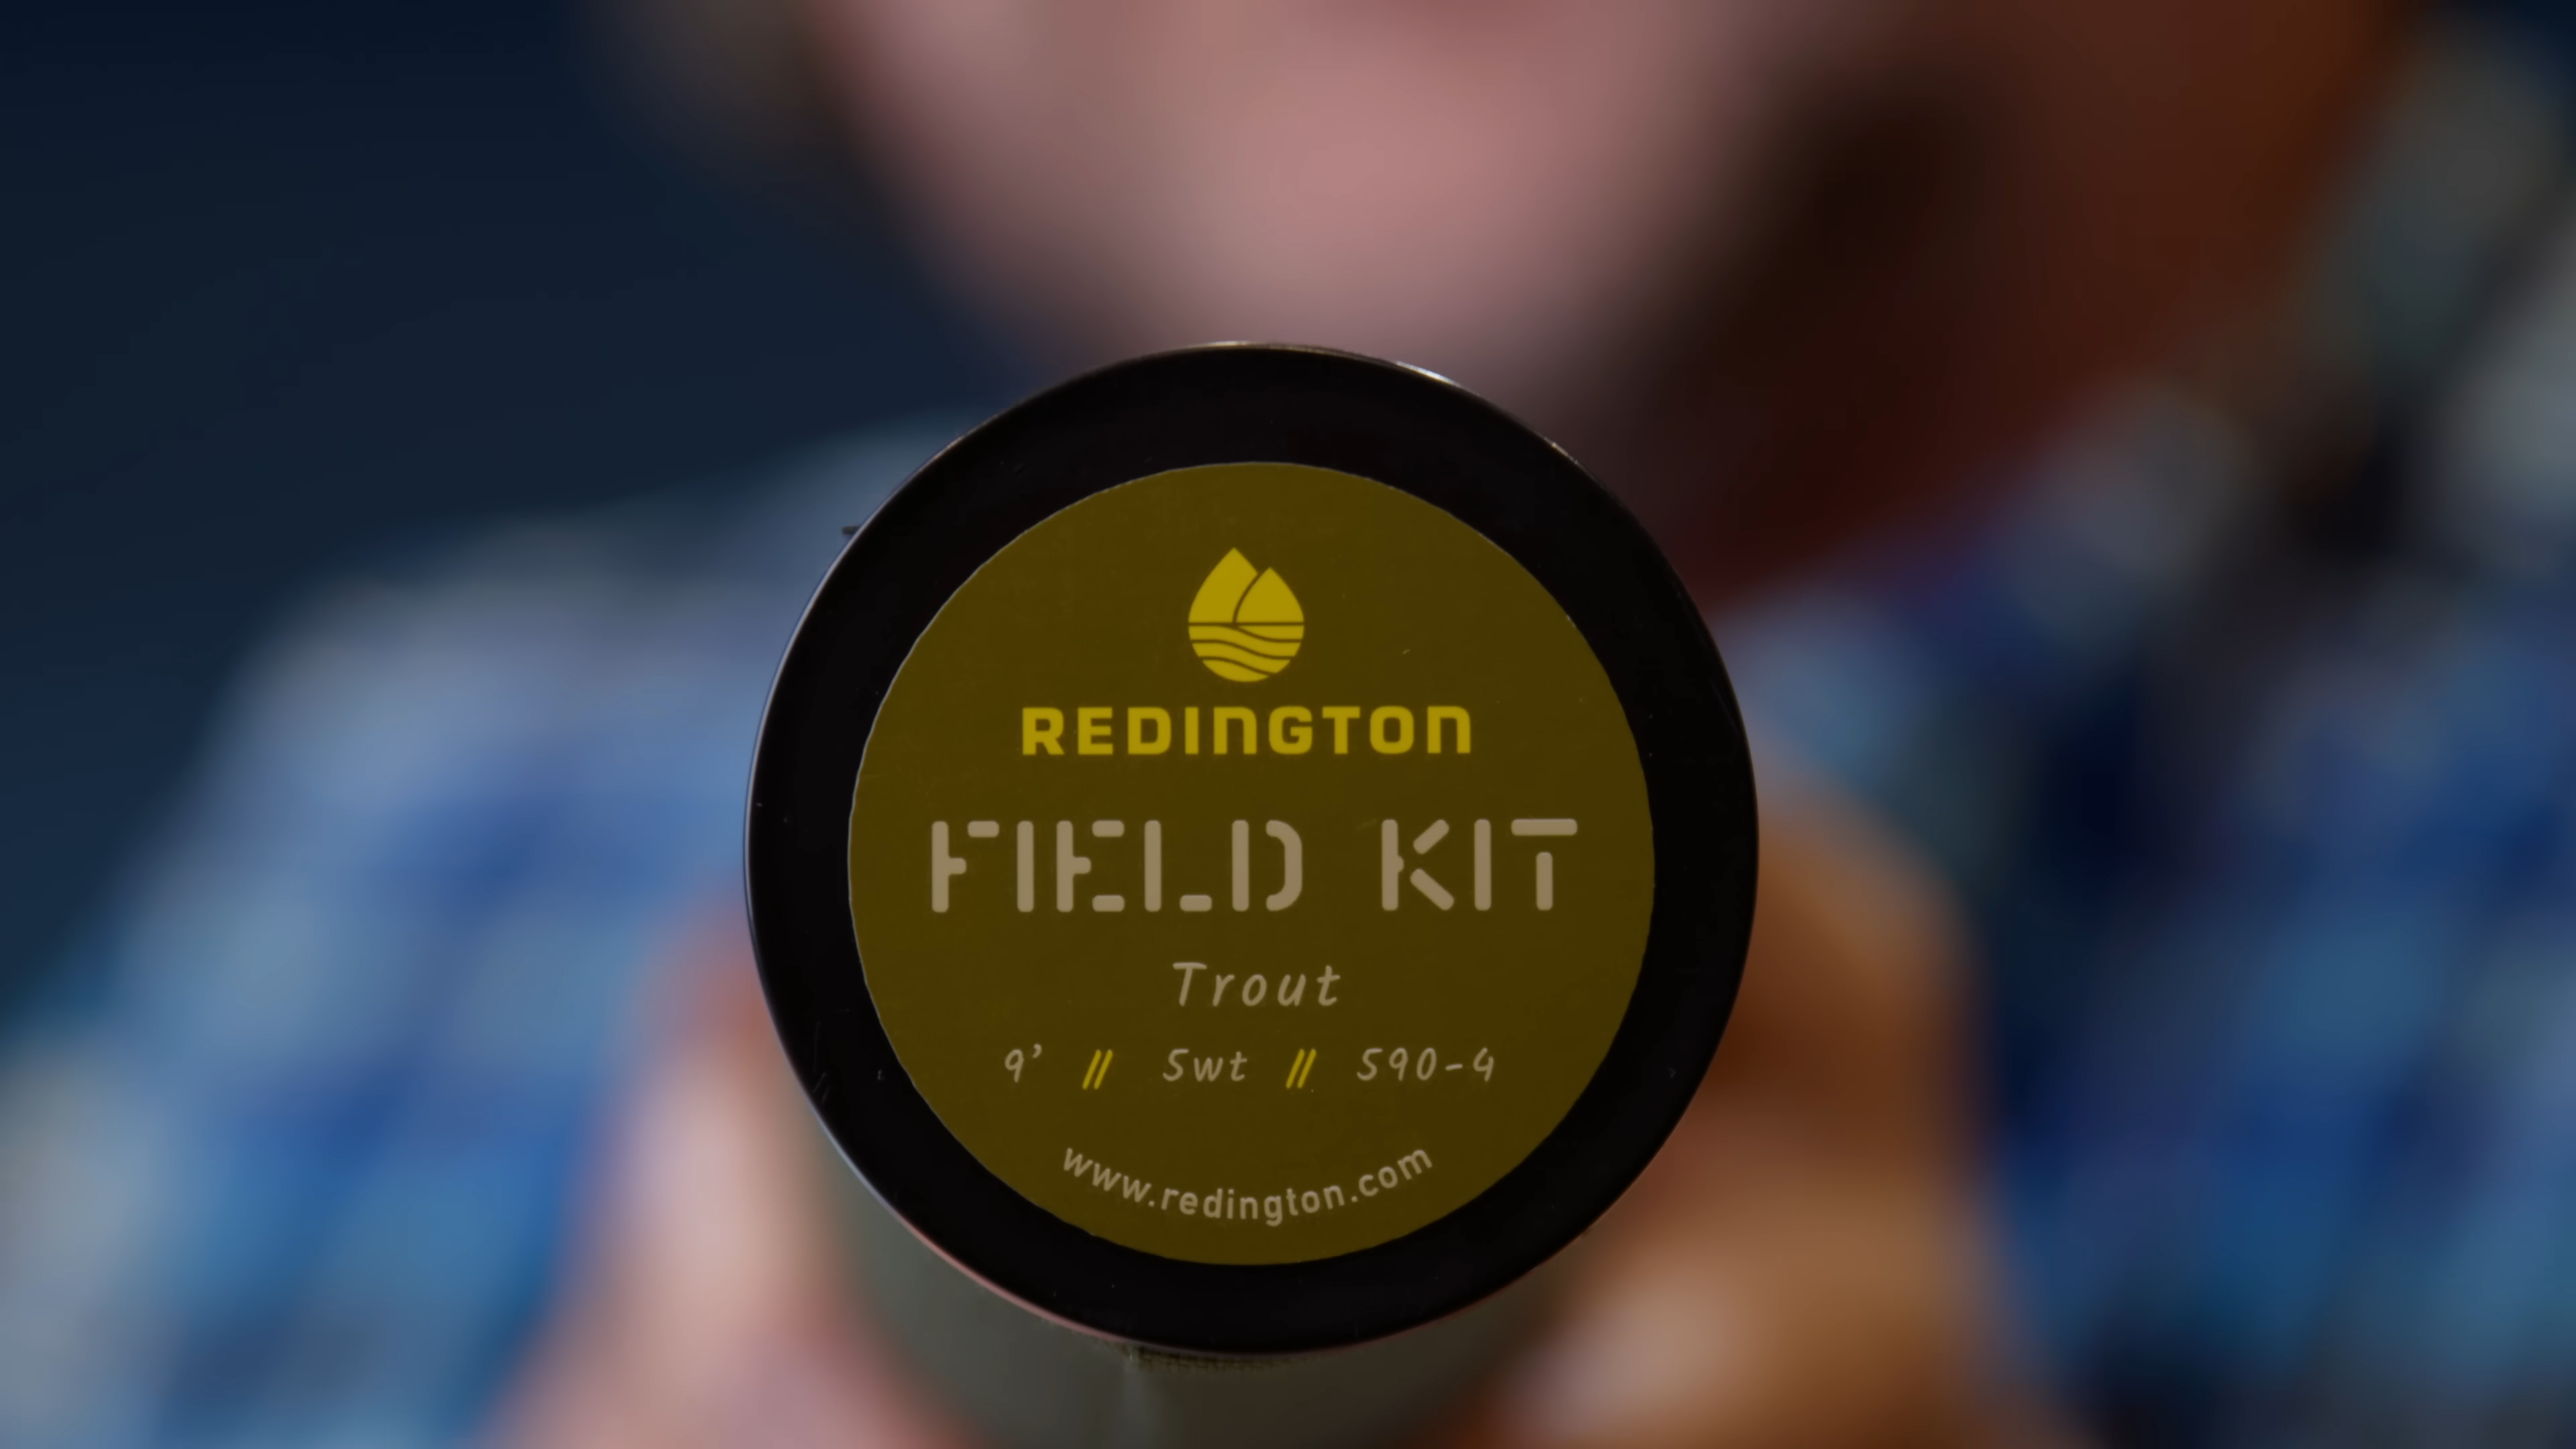 REDINGTON
FIELD KIT
Trout
9' // 5wt // 590-4
www.redington.com